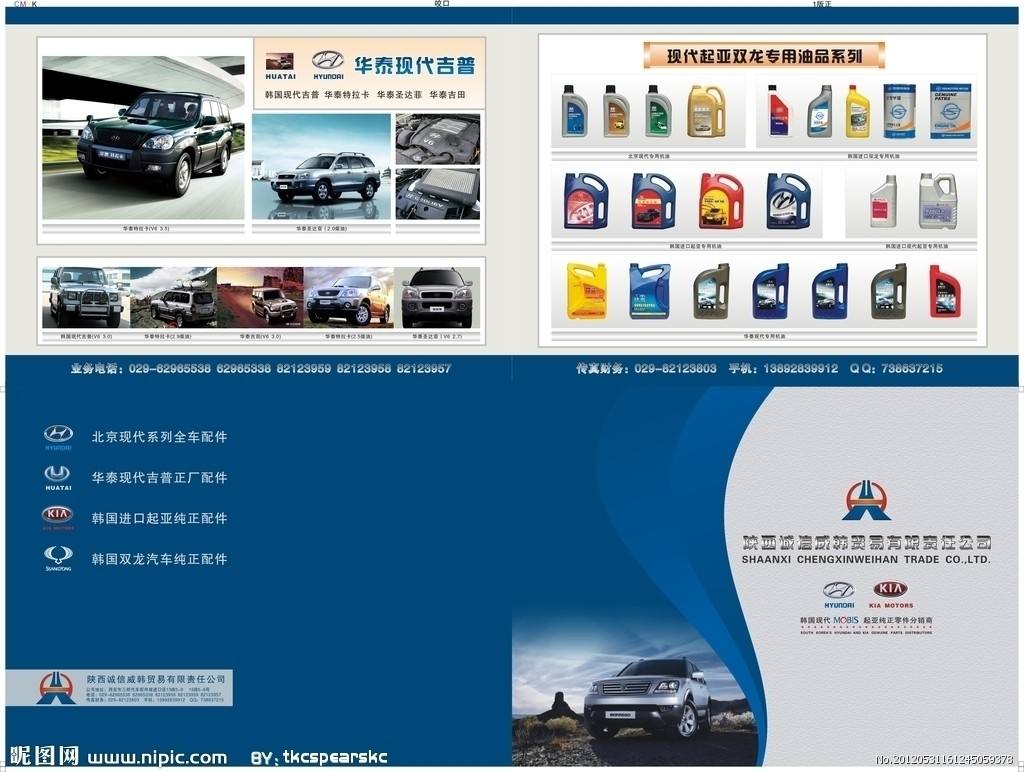 CMYK
咬口
1版正
HUATAI
HYUNDAI
华泰现代吉普
韩国现代吉普 华泰特拉卡 华泰圣达菲 华泰吉田
华泰特拉卡(V6 3.5)
华泰圣达菲（2.0柴油）
韩国现代吉普(V6 3.0)
华泰特拉卡(2.9柴油)
华泰吉田(V6 3.0)
华泰特拉卡(2.5柴油)
华泰圣达菲（V6 2.7）
业务电话：029-62965538 62965338 82123959 82123958 82123957
现代起亚双龙专用油品系列
北京现代专用机油
韩国进口双龙专用机油
韩国进口起亚专用机油
韩国进口现代起亚专用机油
华泰现代专用机油
传真财务：029-82123803 手机：13892839912 QQ：738637215
HYUNDAI
北京现代系列全车配件
HUATAI
华泰现代吉普正厂配件
KIA
KIA MOTORS
韩国进口起亚纯正配件
SSANGYONG
韩国双龙汽车纯正配件
陕西诚信威韩贸易有限责任公司
陕西诚信威韩贸易有限责任公司
SHAANXI CHENGXINWEIHAN TRADE CO.,LTD.
HYUNDAI
KIA
KIA MOTORS
韩国现代 MOBIS 起亚纯正零件分销商
SOUTH KOREA'S HYUNDAI AND KIA GENUINE PARTS DISTRIBUTORS
昵图网 www.nipic.com BY：tkcspearskc
No.20120531161245059378